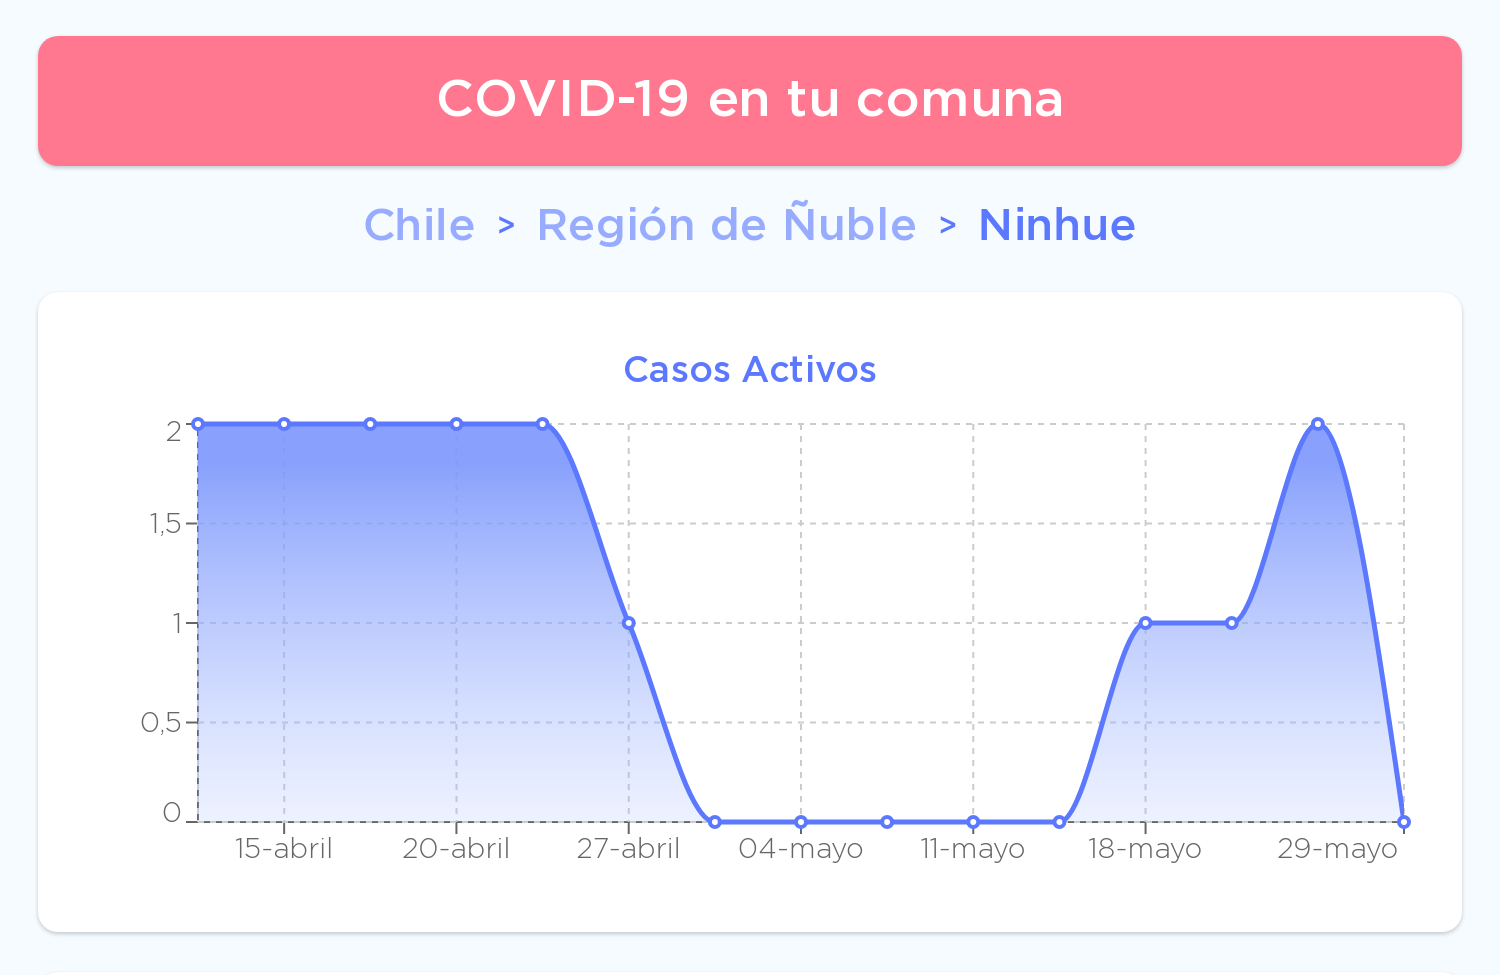 COVID-19 en tu comuna
Chile > Región de Ñuble > Ninhue
Casos Activos
2
1,5
1
0,5
0
15-abril 20-abril 27-abril 04-mayo 11-mayo 18-mayo 29-mayo